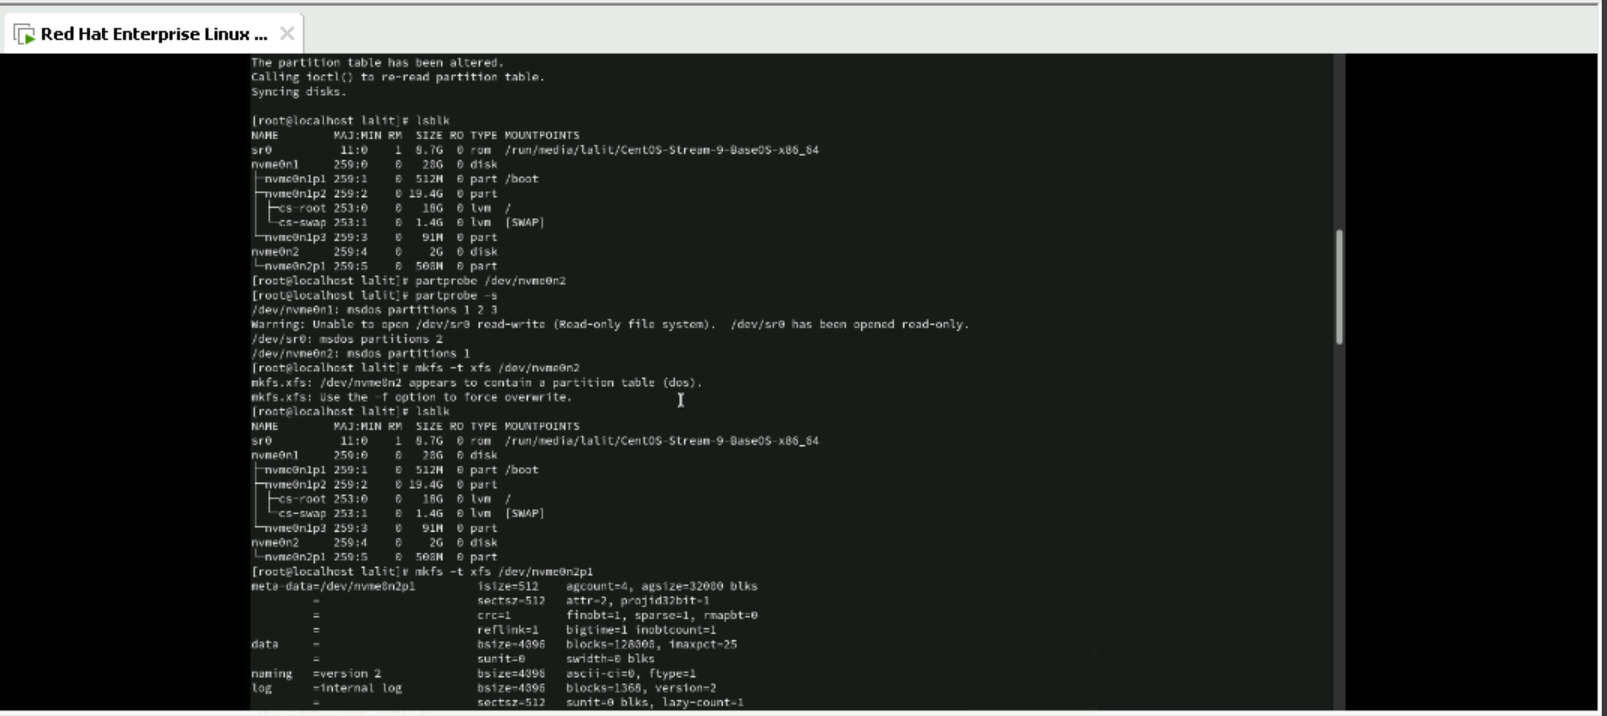 Red Hat Enterprise Linux ...
The partition table has been altered.
Calling ioctl() to re-read partition table.
Syncing disks.
[root@localhost lalit]# lsblk
NAME MAJ:MIN RM SIZE RO TYPE MOUNTPOINTS
sr0 11:0 1 8.7G 0 rom /run/media/lalit/CentOS-Stream-9-BaseOS-x86_64
nvme0n1 259:0 0 20G 0 disk
├─nvme0n1p1 259:1 0 512M 0 part /boot
├─nvme0n1p2 259:2 0 19.4G 0 part
│ ├─cs-root 253:0 0 18G 0 lvm /
│ └─cs-swap 253:1 0 1.4G 0 lvm [SWAP]
└─nvme0n1p3 259:3 0 91M 0 part
nvme0n2 259:4 0 2G 0 disk
└─nvme0n2p1 259:5 0 500M 0 part
[root@localhost lalit]# partprobe /dev/nvme0n2
[root@localhost lalit]# partprobe -s
/dev/nvme0n1: msdos partitions 1 2 3
Warning: Unable to open /dev/sr0 read-write (Read-only file system). /dev/sr0 has been opened read-only.
/dev/sr0: msdos partitions 2
/dev/nvme0n2: msdos partitions 1
[root@localhost lalit]# mkfs -t xfs /dev/nvme0n2
mkfs.xfs: /dev/nvme0n2 appears to contain a partition table (dos).
mkfs.xfs: Use the -f option to force overwrite.
[root@localhost lalit]# lsblk
NAME MAJ:MIN RM SIZE RO TYPE MOUNTPOINTS
sr0 11:0 1 8.7G 0 rom /run/media/lalit/CentOS-Stream-9-BaseOS-x86_64
nvme0n1 259:0 0 20G 0 disk
├─nvme0n1p1 259:1 0 512M 0 part /boot
├─nvme0n1p2 259:2 0 19.4G 0 part
│ ├─cs-root 253:0 0 18G 0 lvm /
│ └─cs-swap 253:1 0 1.4G 0 lvm [SWAP]
└─nvme0n1p3 259:3 0 91M 0 part
nvme0n2 259:4 0 2G 0 disk
└─nvme0n2p1 259:5 0 500M 0 part
[root@localhost lalit]# mkfs -t xfs /dev/nvme0n2p1
meta-data=/dev/nvme0n2p1 isize=512 agcount=4, agsize=32000 blks
= sectsz=512 attr=2, projid32bit=1
= crc=1 finobt=1, sparse=1, rmapbt=0
= reflink=1 bigtime=1 inobtcount=1
data = bsize=4096 blocks=128000, imaxpct=25
= sunit=0 swidth=0 blks
naming =version 2 bsize=4096 ascii-ci=0, ftype=1
log =internal log bsize=4096 blocks=1368, version=2
= sectsz=512 sunit=0 blks, lazy-count=1